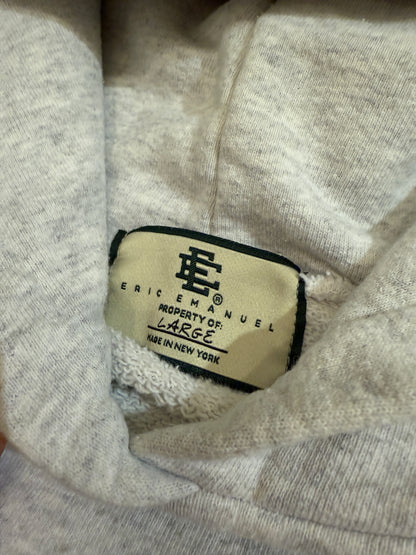 EE®
ERIC EMANUEL
PROPERTY OF:
LARGE
MADE IN NEW YORK